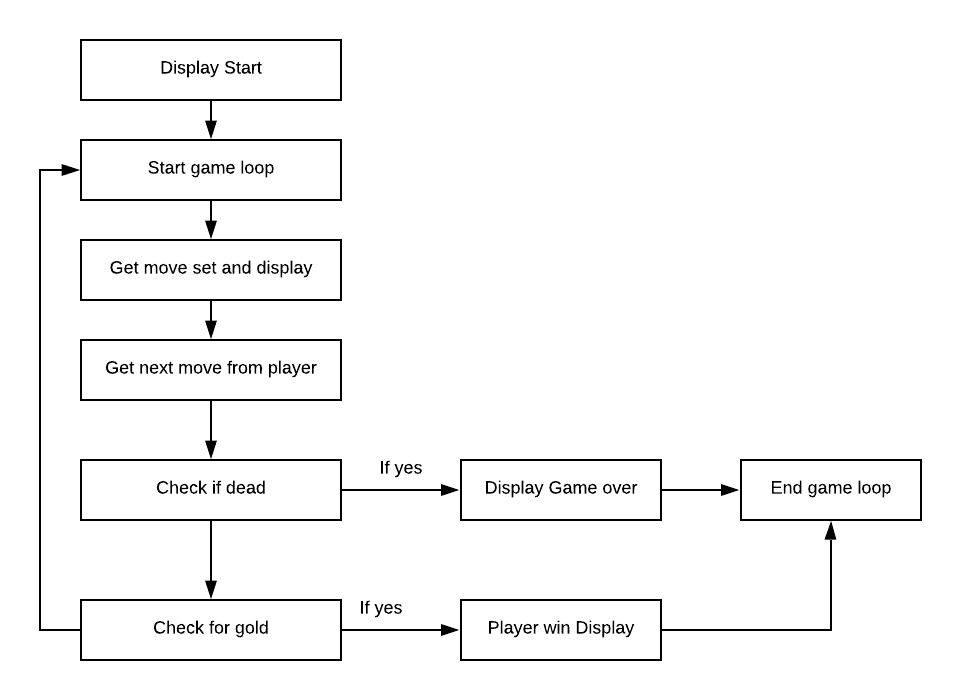 Display Start
Start game loop
Get move set and display
Get next move from player
Check if dead
If yes
Display Game over
End game loop
Check for gold
If yes
Player win Display